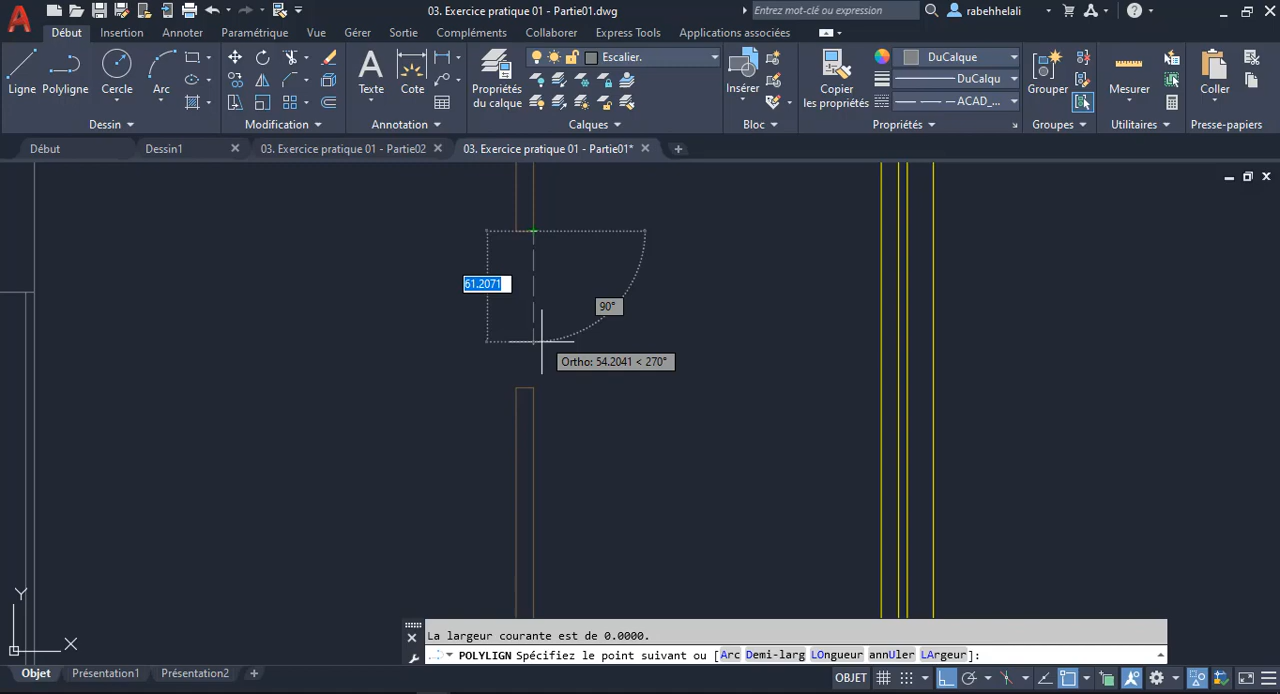 03. Exercice pratique 01 - Partie01.dwg
Entrez mot-clé ou expression
rabehhelali
Début
Insertion
Annoter
Paramétrique
Vue
Gérer
Sortie
Compléments
Collaborer
Express Tools
Applications associées
Ligne
Polyligne
Cercle
Arc
Texte
Cote
Propriétés
du calque
Escalier.
Insérer
Copier
les propriétés
DuCalque
DuCalqu
ACAD_...
Grouper
Mesurer
Coller
Dessin
Modification
Annotation
Calques
Bloc
Propriétés
Groupes
Utilitaires
Presse-papiers
Début
Dessin1
03. Exercice pratique 01 - Partie02
03. Exercice pratique 01 - Partie01*
61.2071
90°
Ortho: 54.2041 < 270°
Y
X
La largeur courante est de 0.0000.
POLYLIGN Spécifiez le point suivant ou [Arc Demi-larg LOngueur annUler LArgeur]:
Objet
Présentation1
Présentation2
OBJET